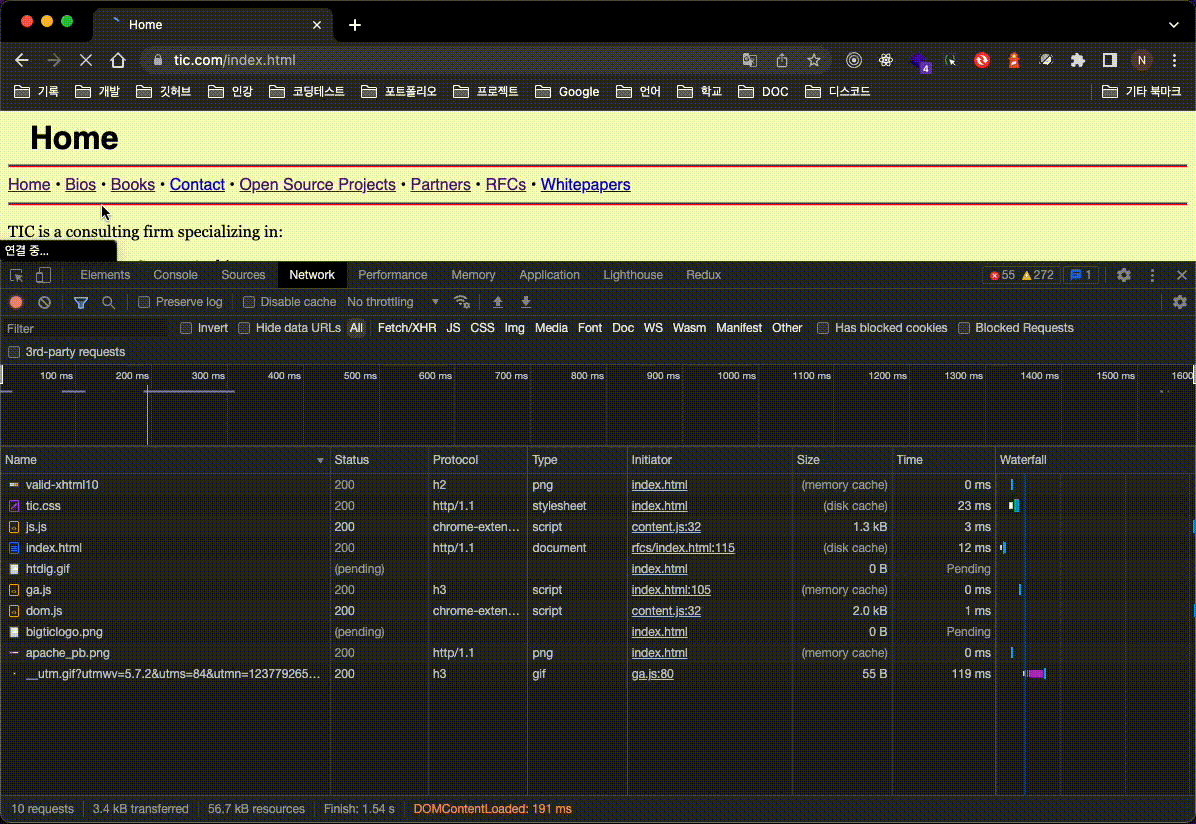 Home
tic.com/index.html
4
N
기록 개발 깃허브 인강 코딩테스트 포트폴리오 프로젝트 Google 언어 학교 DOC 디스코드 기타 북마크
Home
Home • Bios • Books • Contact • Open Source Projects • Partners • RFCs • Whitepapers
TIC is a consulting firm specializing in:
연결 중...
Elements Console Sources Network Performance Memory Application Lighthouse Redux 55 272 1
Preserve log Disable cache No throttling
Filter Invert Hide data URLs All Fetch/XHR JS CSS Img Media Font Doc WS Wasm Manifest Other Has blocked cookies Blocked Requests
3rd-party requests
100 ms 200 ms 300 ms 400 ms 500 ms 600 ms 700 ms 800 ms 900 ms 1000 ms 1100 ms 1200 ms 1300 ms 1400 ms 1500 ms 1600
Name Status Protocol Type Initiator Size Time Waterfall
valid-xhtml10 200 h2 png index.html (memory cache) 0 ms
tic.css 200 http/1.1 stylesheet index.html (disk cache) 23 ms
js.js 200 chrome-exten... script content.js:32 1.3 kB 3 ms
index.html 200 http/1.1 document rfcs/index.html:115 (disk cache) 12 ms
htdig.gif (pending) index.html 0 B Pending
ga.js 200 h3 script index.html:105 (memory cache) 0 ms
dom.js 200 chrome-exten... script content.js:32 2.0 kB 1 ms
bigticlogo.png (pending) index.html 0 B Pending
apache_pb.png 200 http/1.1 png index.html (memory cache) 0 ms
__utm.gif?utmwv=5.7.2&utms=84&utmn=123779265... 200 h3 gif ga.js:80 55 B 119 ms
10 requests 3.4 kB transferred 56.7 kB resources Finish: 1.54 s DOMContentLoaded: 191 ms